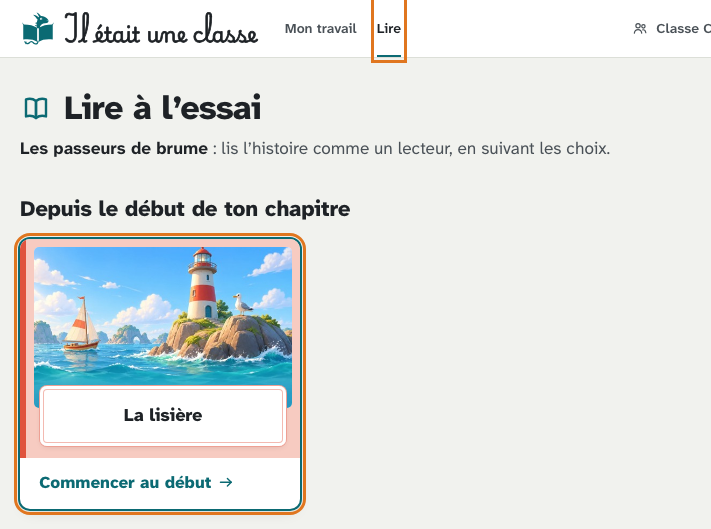 Il était une classe
Mon travail
Lire
Classe
Lire à l’essai
Les passeurs de brume : lis l’histoire comme un lecteur, en suivant les choix.
Depuis le début de ton chapitre
La lisière
Commencer au début →